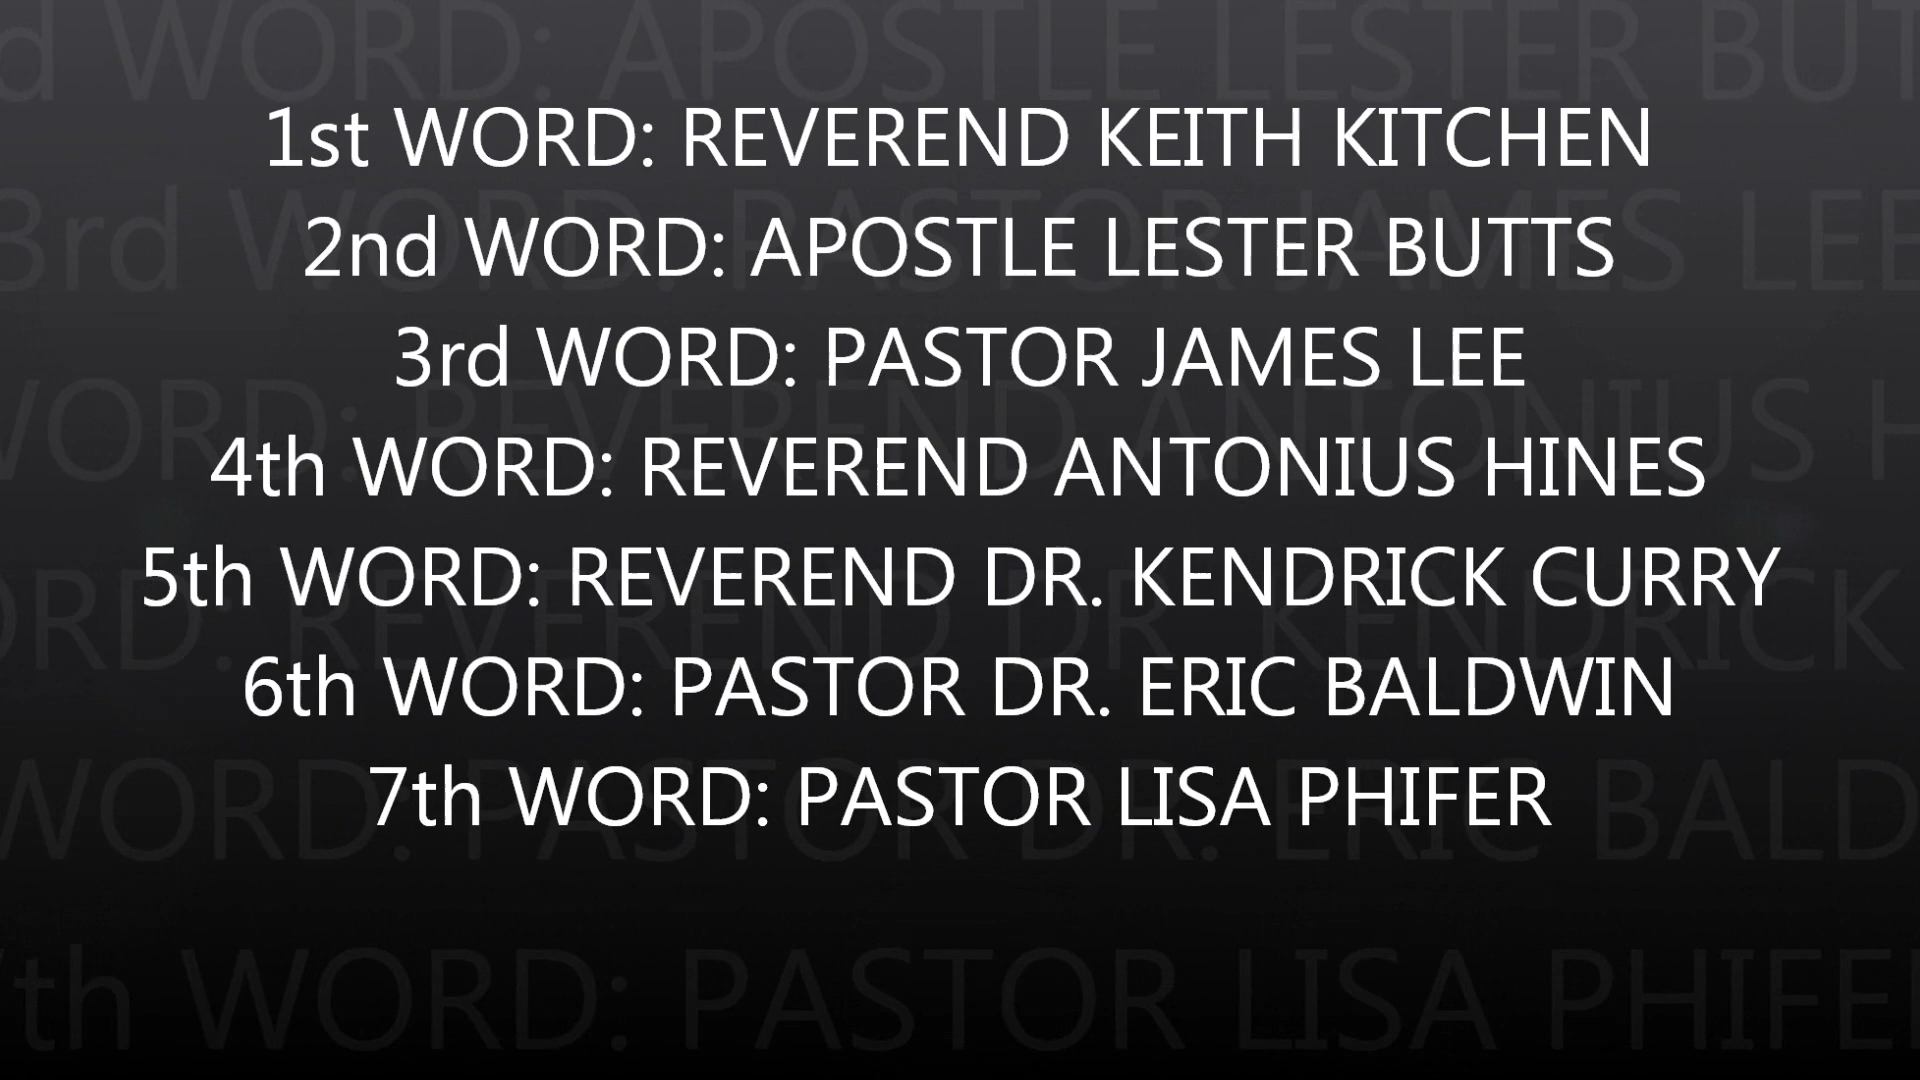 1st WORD: REVEREND KEITH KITCHEN
2nd WORD: APOSTLE LESTER BUTTS
3rd WORD: PASTOR JAMES LEE
4th WORD: REVEREND ANTONIUS HINES
5th WORD: REVEREND DR. KENDRICK CURRY
6th WORD: PASTOR DR. ERIC BALDWIN
7th WORD: PASTOR LISA PHIFER